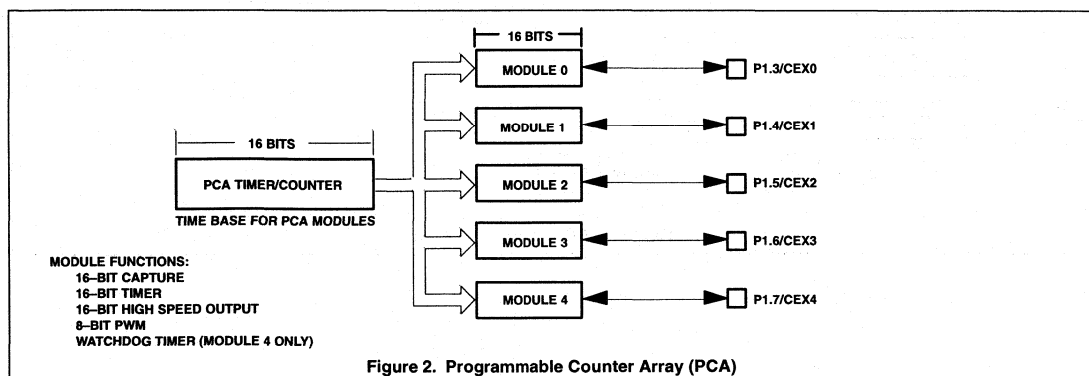 16 BITS
MODULE 0
P1.3/CEX0
MODULE 1
P1.4/CEX1
16 BITS
PCA TIMER/COUNTER
TIME BASE FOR PCA MODULES
MODULE 2
P1.5/CEX2
MODULE 3
P1.6/CEX3
MODULE 4
P1.7/CEX4
MODULE FUNCTIONS:
16–BIT CAPTURE
16–BIT TIMER
16–BIT HIGH SPEED OUTPUT
8–BIT PWM
WATCHDOG TIMER (MODULE 4 ONLY)
Figure 2. Programmable Counter Array (PCA)